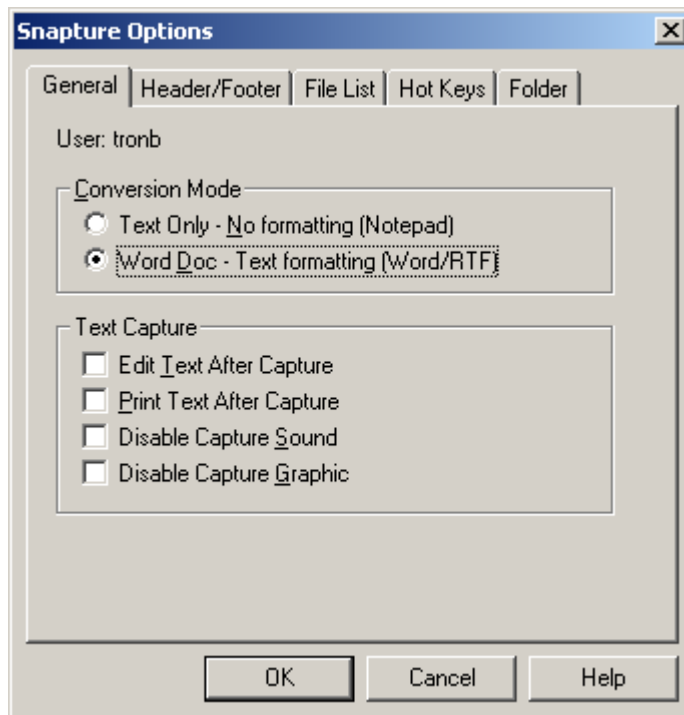 Snapture Options
General Header/Footer File List Hot Keys Folder
User: tronb
Conversion Mode
Text Only - No formatting (Notepad)
Word Doc - Text formatting (Word/RTF)
Text Capture
Edit Text After Capture
Print Text After Capture
Disable Capture Sound
Disable Capture Graphic
OK Cancel Help